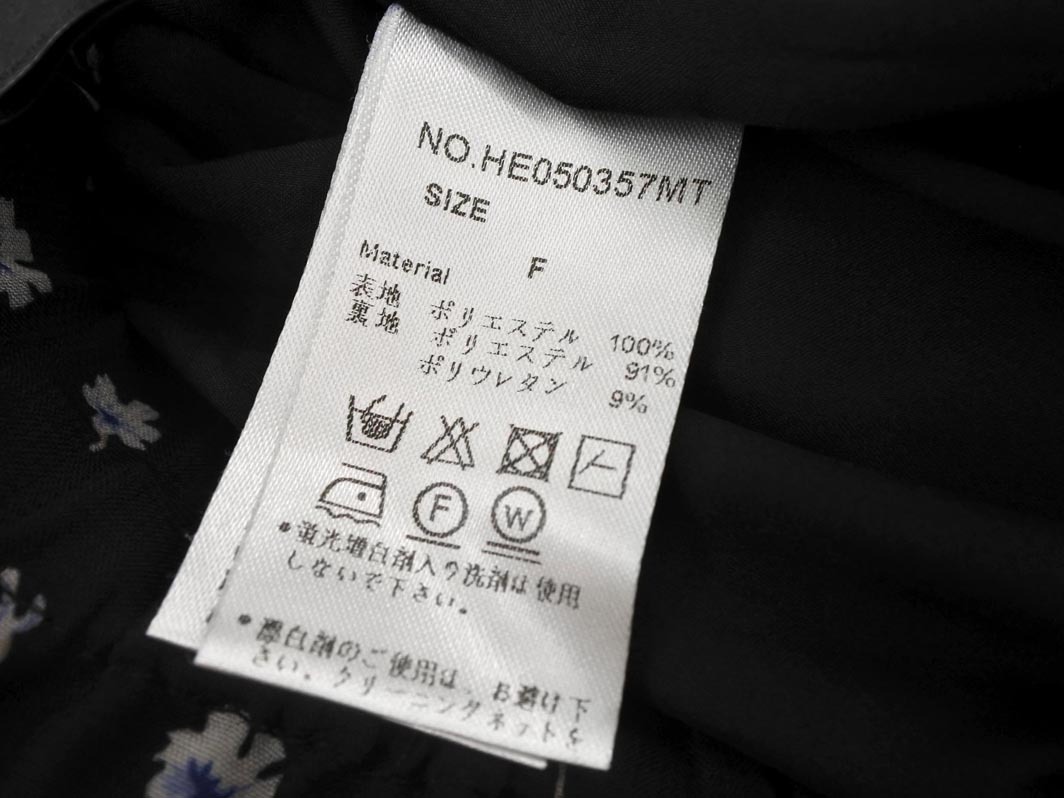 NO.HE050357MT
SIZE
F
Material
表地 ポリエステル 100%
裏地 ポリエステル 91%
ポリウレタン 9%
F W
•蛍光増白剤入り洗剤は使用
しないで下さい。
•漂白剤のご使用は、お避け下
さい。クリーニングネットを